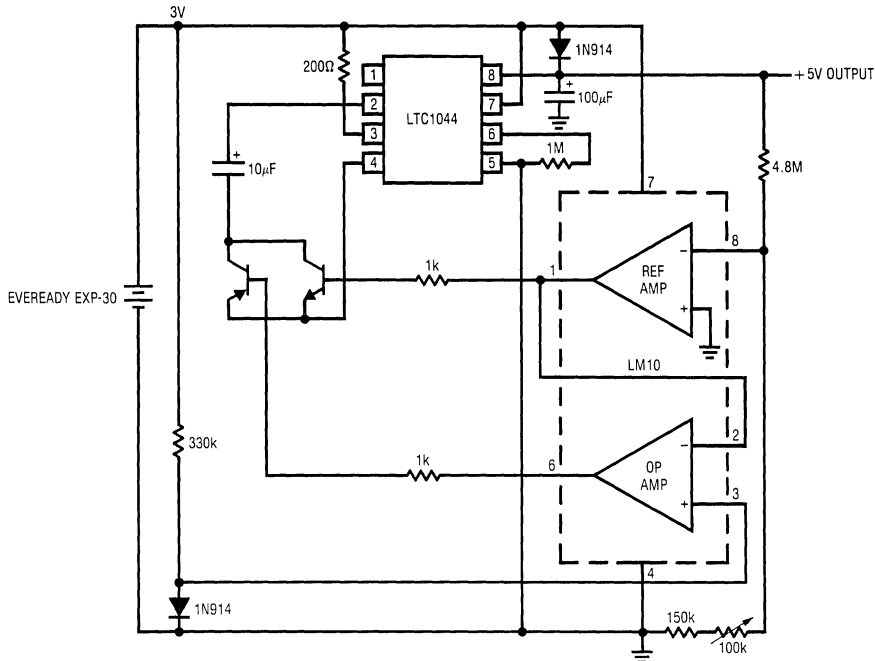 3V
1N914
200Ω
1
8
+ 5V OUTPUT
+
100μF
2
LTC1044
7
3
6
1M
4
5
+
10μF
4.8M
7
−
8
1k
1
REF
AMP
EVEREADY EXP-30
+
LM10
330k
−
2
1k
6
OP
AMP
+
3
4
1N914
150k
100k